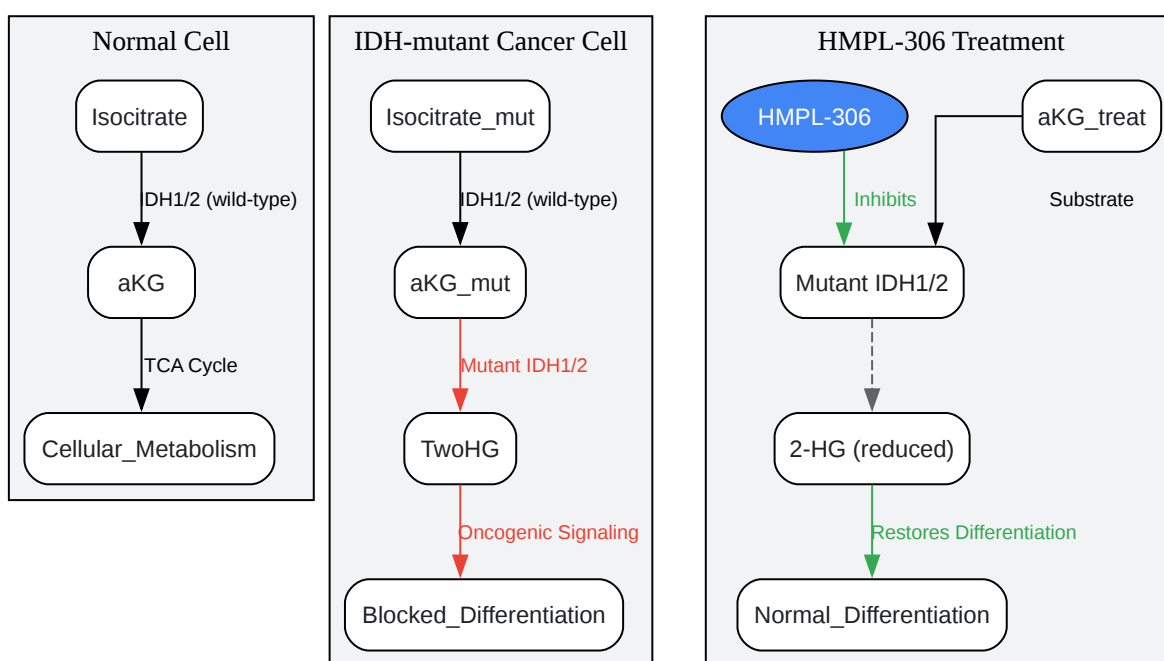 Normal Cell
Isocitrate
IDH1/2 (wild-type)
aKG
TCA Cycle
Cellular_Metabolism
IDH-mutant Cancer Cell
Isocitrate_mut
IDH1/2 (wild-type)
aKG_mut
Mutant IDH1/2
TwoHG
Oncogenic Signaling
Blocked_Differentiation
HMPL-306 Treatment
HMPL-306
aKG_treat
Inhibits
Substrate
Mutant IDH1/2
2-HG (reduced)
Restores Differentiation
Normal_Differentiation